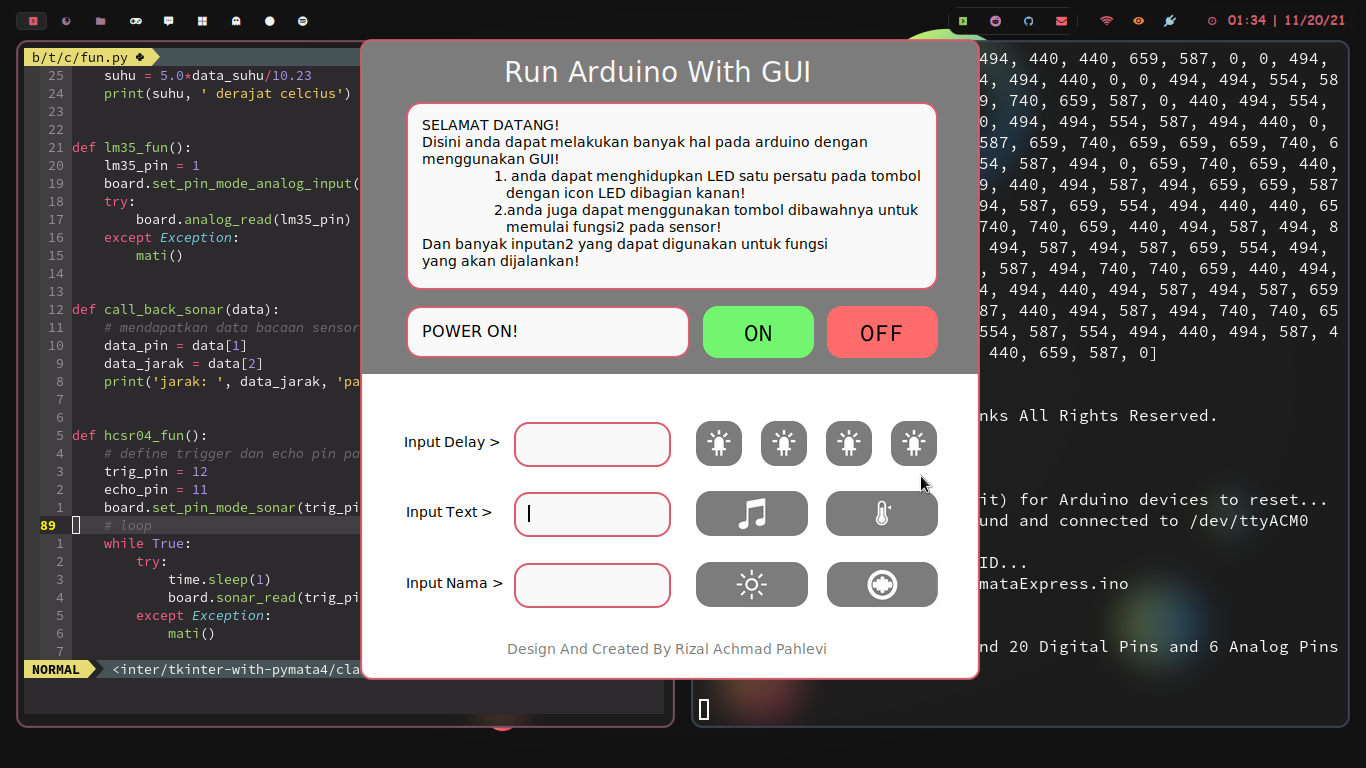 01:34 | 11/20/21
b/t/c/fun.py
25 suhu = 5.0*data_suhu/10.23
24 print(suhu, ' derajat celcius')
23
22
21 def lm35_fun():
20 lm35_pin = 1
19 board.set_pin_mode_analog_input(
18 try:
17 board.analog_read(lm35_pin)
16 except Exception:
15 mati()
14
13
12 def call_back_sonar(data):
11 # mendapatkan data bacaan sensor
10 data_pin = data[1]
9 data_jarak = data[2]
8 print('jarak: ', data_jarak, 'pa
7
6
5 def hcsr04_fun():
4 # define trigger dan echo pin pa
3 trig_pin = 12
2 echo_pin = 11
1 board.set_pin_mode_sonar(trig_pi
89 # loop
1 while True:
2 try:
3 time.sleep(1)
4 board.sonar_read(trig_pi
5 except Exception:
6 mati()
7
NORMAL <inter/tkinter-with-pymata4/cla
Run Arduino With GUI
SELAMAT DATANG!
Disini anda dapat melakukan banyak hal pada arduino dengan
menggunakan GUI!
1. anda dapat menghidupkan LED satu persatu pada tombol
dengan icon LED dibagian kanan!
2.anda juga dapat menggunakan tombol dibawahnya untuk
memulai fungsi2 pada sensor!
Dan banyak inputan2 yang dapat digunakan untuk fungsi
yang akan dijalankan!
POWER ON!
ON
OFF
Input Delay >
Input Text >
Input Nama >
Design And Created By Rizal Achmad Pahlevi
494, 440, 440, 659, 587, 0, 0, 494,
4, 494, 440, 0, 0, 494, 494, 554, 58
9, 740, 659, 587, 0, 440, 494, 554,
0, 494, 494, 554, 587, 494, 440, 0,
587, 659, 740, 659, 659, 659, 740, 6
54, 587, 494, 0, 659, 740, 659, 440,
9, 659, 440, 440, 494, 587, 659, 587
94, 587, 659, 554, 494, 440, 440, 65
740, 740, 659, 440, 440, 587, 494, 8
494, 587, 494, 587, 659, 554, 494,
, 587, 494, 740, 740, 659, 440, 494,
4, 494, 440, 494, 587, 494, 587, 659
87, 440, 494, 587, 494, 740, 740, 65
554, 587, 587, 554, 494, 440, 494, 587, 4
440, 659, 587, 0]
nks All Rights Reserved.
it) for Arduino devices to reset...
und and connected to /dev/ttyACM0
ID...
mataExpress.ino
nd 20 Digital Pins and 6 Analog Pins